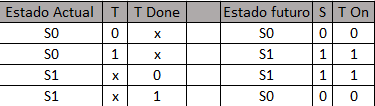 Estado Actual T T Done Estado futuro S T On
S0 0 x S0 0 0
S0 1 x S1 1 1
S1 x 0 S1 1 1
S1 x 1 S0 0 0